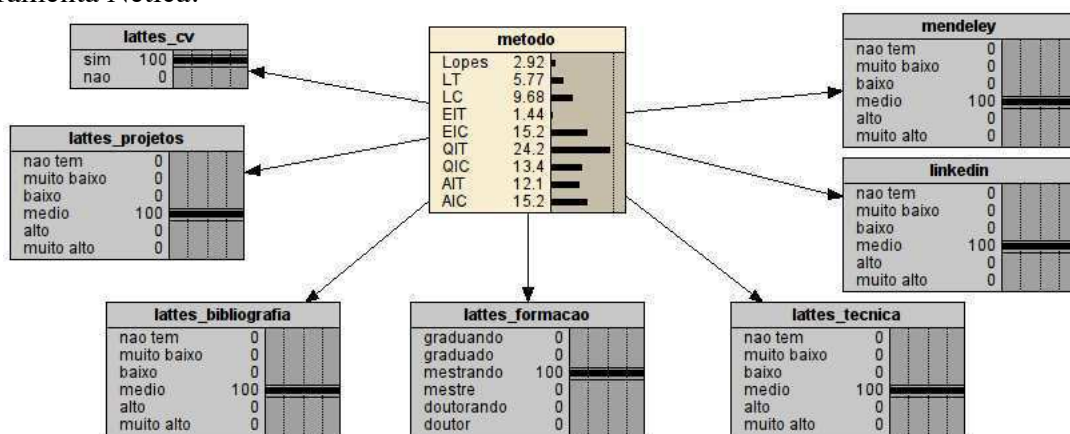 ramenta Netica:
lattes_cv
sim 100
nao 0
metodo
Lopes 2.92
LT 5.77
LC 9.68
EIT 1.44
EIC 15.2
QIT 24.2
QIC 13.4
AIT 12.1
AIC 15.2
mendeley
nao tem 0
muito baixo 0
baixo 0
medio 100
alto 0
muito alto 0
lattes_projetos
nao tem 0
muito baixo 0
baixo 0
medio 100
alto 0
muito alto 0
linkedin
nao tem 0
muito baixo 0
baixo 0
medio 100
alto 0
muito alto 0
lattes_bibliografia
nao tem 0
muito baixo 0
baixo 0
medio 100
alto 0
muito alto 0
lattes_formacao
graduando 0
graduado 0
mestrando 100
mestre 0
doutorando 0
doutor 0
lattes_tecnica
nao tem 0
muito baixo 0
baixo 0
medio 100
alto 0
muito alto 0